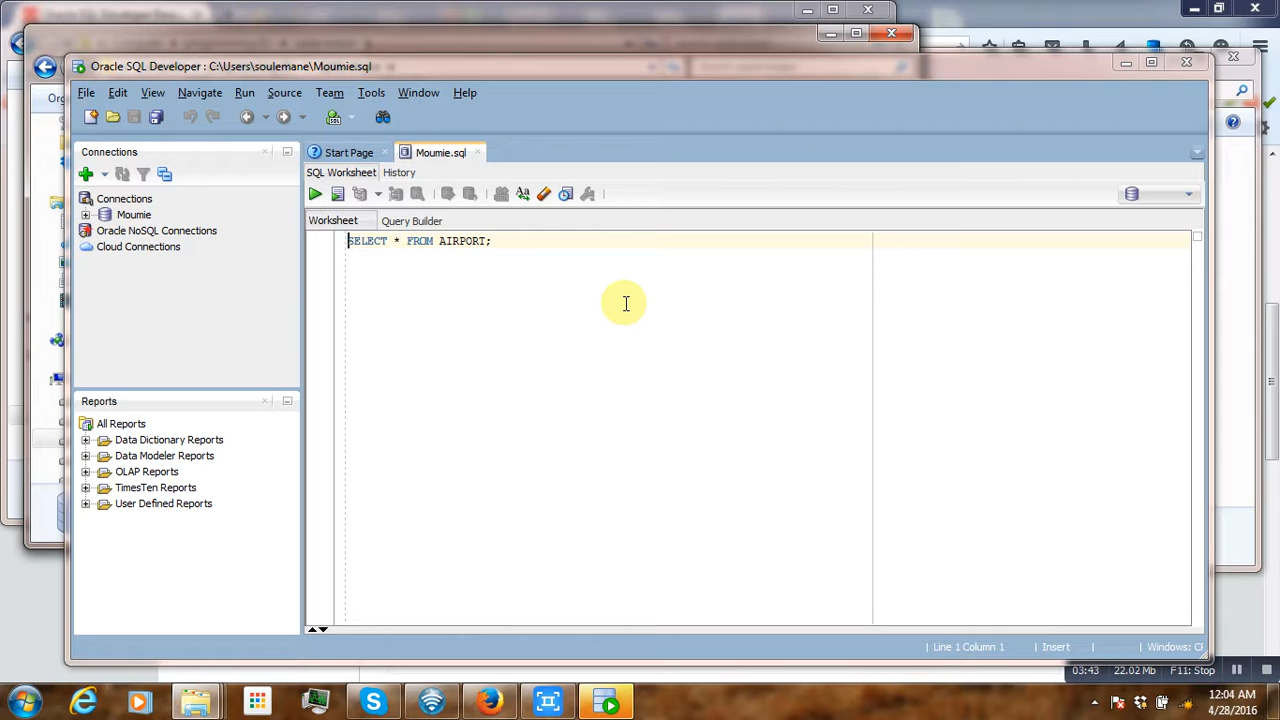 Oracle SQL Developer : C:\Users\soulemane\Moumie.sql
File Edit View Navigate Run Source Team Tools Window Help
Connections
Start Page
Moumie.sql
SQL Worksheet History
Connections
Moumie
Oracle NoSQL Connections
Cloud Connections
Worksheet Query Builder
SELECT * FROM AIRPORT;
Reports
All Reports
Data Dictionary Reports
Data Modeler Reports
OLAP Reports
TimesTen Reports
User Defined Reports
Line 1 Column 1 Insert Windows: CF
03:43 22.02 Mb F11: Stop
12:04 AM
4/28/2016